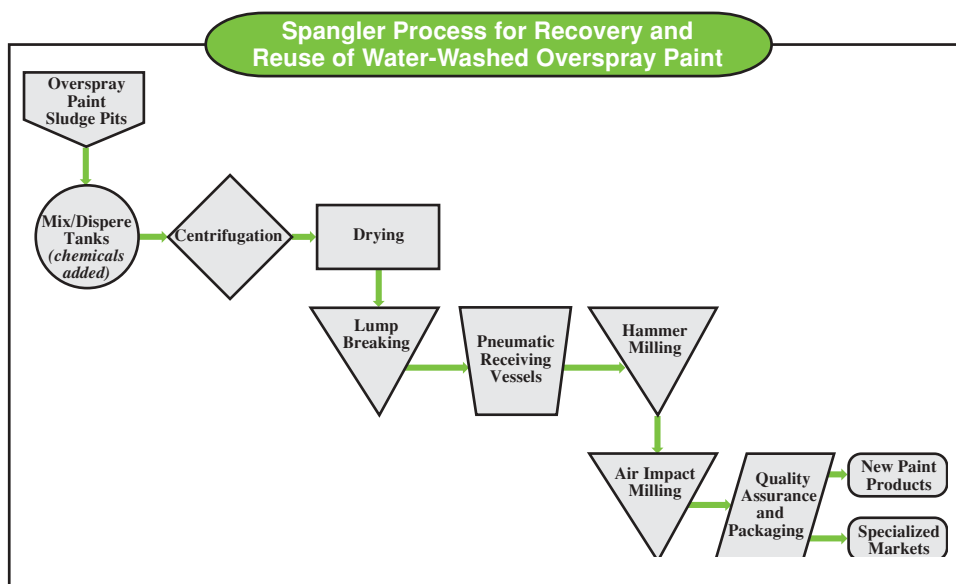 Spangler Process for Recovery and
Reuse of Water-Washed Overspray Paint
Overspray
Paint
Sludge Pits
Mix/Dispere
Tanks
(chemicals
added)
Centrifugation
Drying
Lump
Breaking
Pneumatic
Receiving
Vessels
Hammer
Milling
Air Impact
Milling
Quality
Assurance
and
Packaging
New Paint
Products
Specialized
Markets